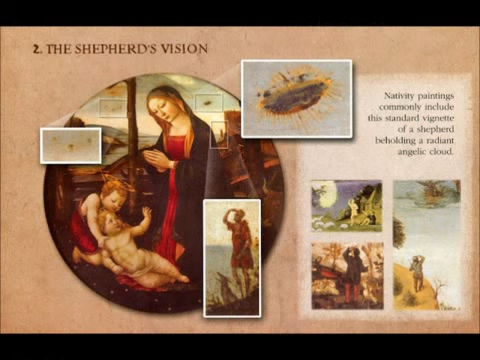 2. THE SHEPHERD'S VISION
Nativity paintings
commonly include
this standard vignette
of a shepherd
beholding a radiant
angelic cloud.